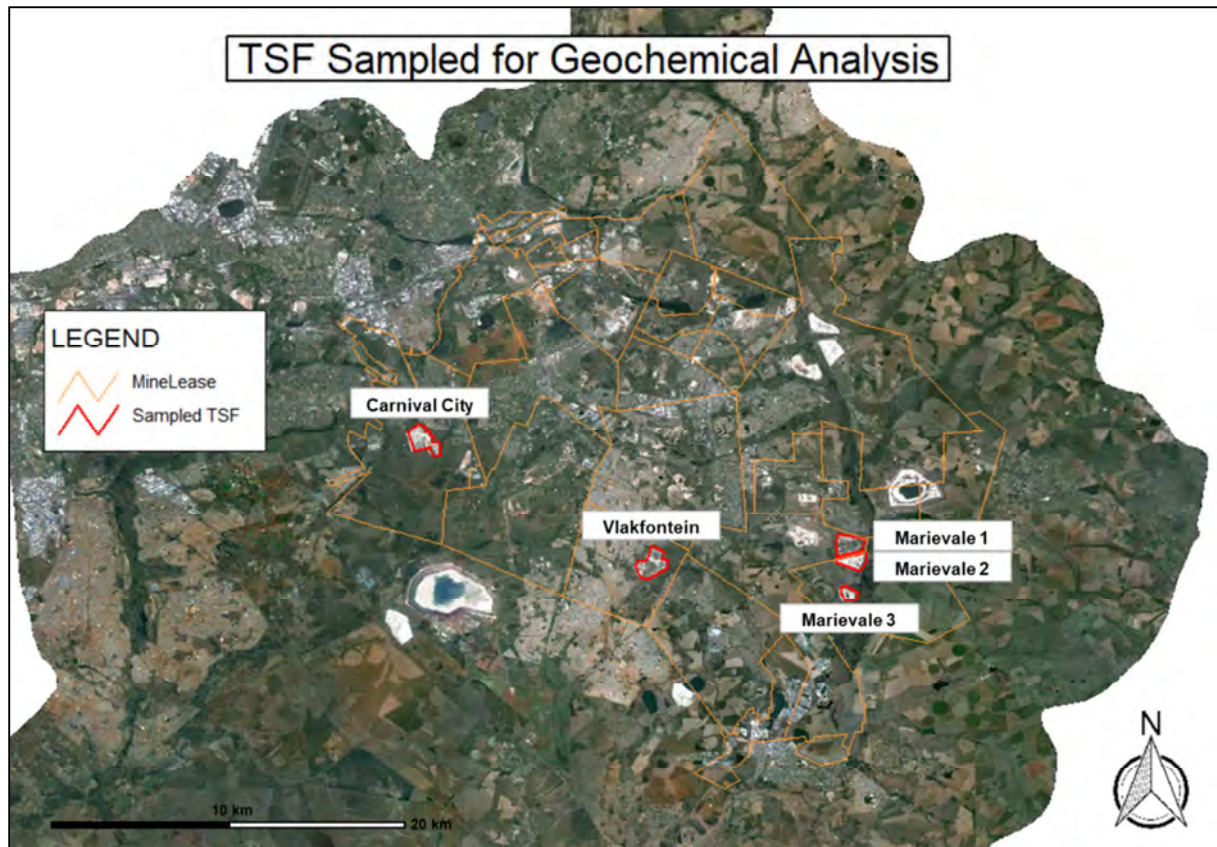 TSF Sampled for Geochemical Analysis
LEGEND
MineLease
Sampled TSF
Carnival City
Vlakfontein
Marievale 1
Marievale 2
Marievale 3
N
10 km
20 km